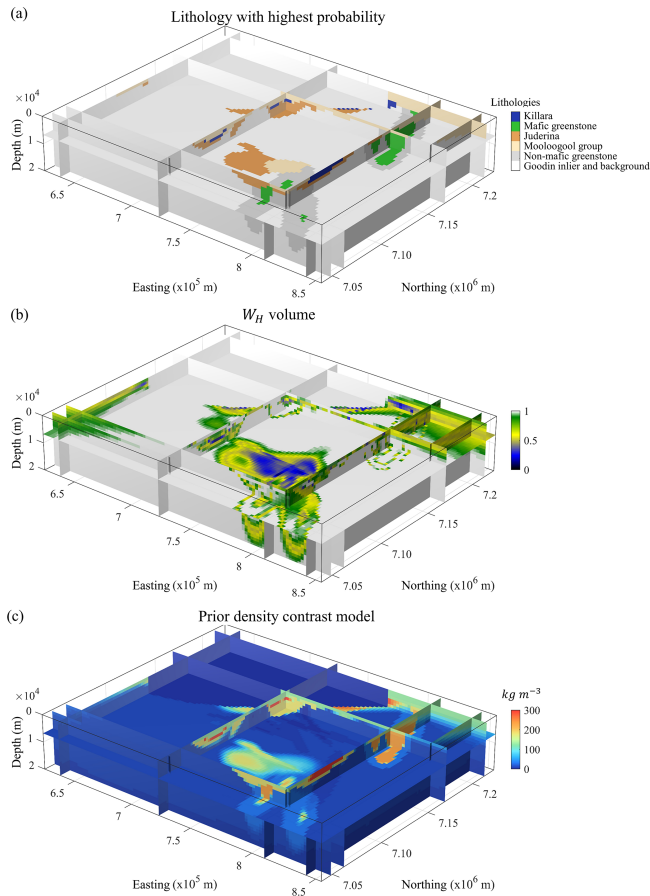 (a)
Lithology with highest probability
×10⁴
0
1
2
Depth (m)
Lithologies
Killara
Mafic greenstone
Juderina
Mooloogool group
Non-mafic greenstone
Goodin inlier and background
6.5
7
7.5
8
8.5
7.05
7.10
7.15
7.2
Easting (x10⁵ m)
Northing (×10⁶ m)
(b)
W_H volume
×10⁴
0
1
2
Depth (m)
1
0.5
0
6.5
7
7.5
8
8.5
7.05
7.10
7.15
7.2
Easting (x10⁵ m)
Northing (×10⁶ m)
(c)
Prior density contrast model
×10⁴
0
1
2
Depth (m)
kg m⁻³
300
200
100
0
6.5
7
7.5
8
8.5
7.05
7.10
7.15
7.2
Easting (x10⁵ m)
Northing (×10⁶ m)